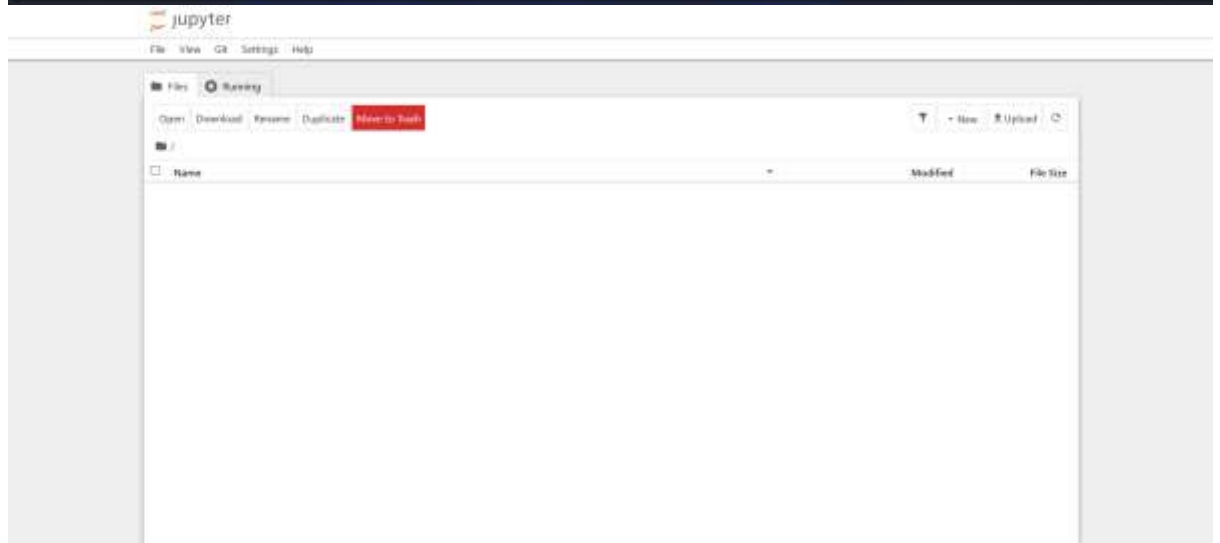 jupyter
File View Git Settings Help
Files Running
Open Download Rename Duplicate Move to Trash New Upload
/
Name Modified File Size